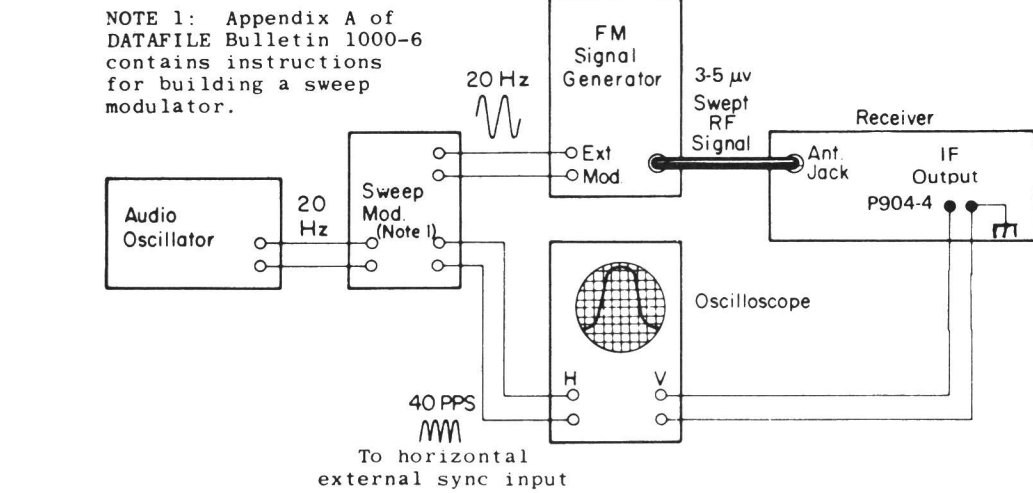 NOTE 1: Appendix A of
DATAFILE Bulletin 1000-6
contains instructions
for building a sweep
modulator.
20 Hz
FM
Signal
Generator
Ext
Mod.
3-5 μv
Swept
RF
Signal
Receiver
Ant.
Jack
IF
Output
P904-4
Audio
Oscillator
20
Hz
Sweep
Mod.
(Note 1)
Oscilloscope
H
V
40 PPS
To horizontal
external sync input